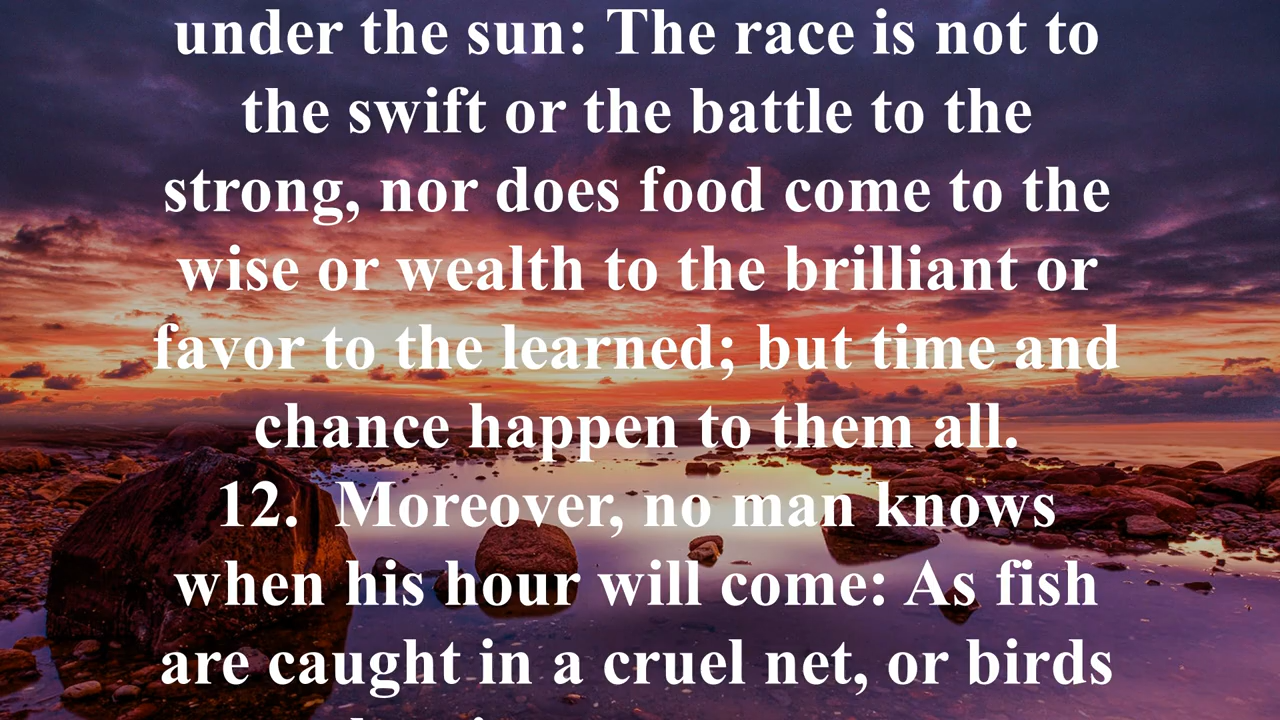 under the sun: The race is not to
the swift or the battle to the
strong, nor does food come to the
wise or wealth to the brilliant or
favor to the learned; but time and
chance happen to them all.
12.  Moreover, no man knows
when his hour will come: As fish
are caught in a cruel net, or birds